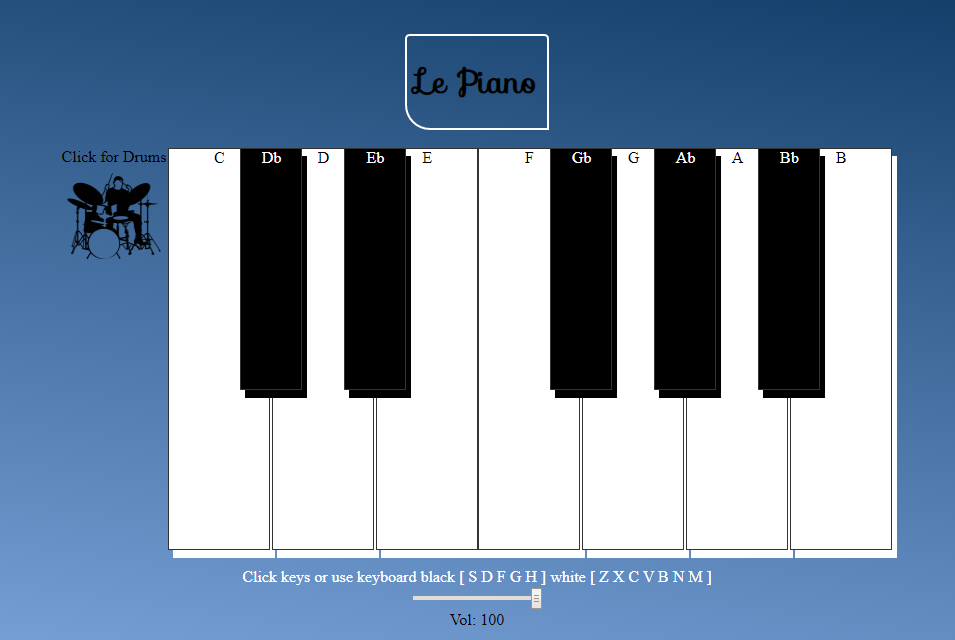 Le Piano
Click for Drums
C Db D Eb E F Gb G Ab A Bb B
Click keys or use keyboard black [ S D F G H ] white [ Z X C V B N M ]
Vol: 100